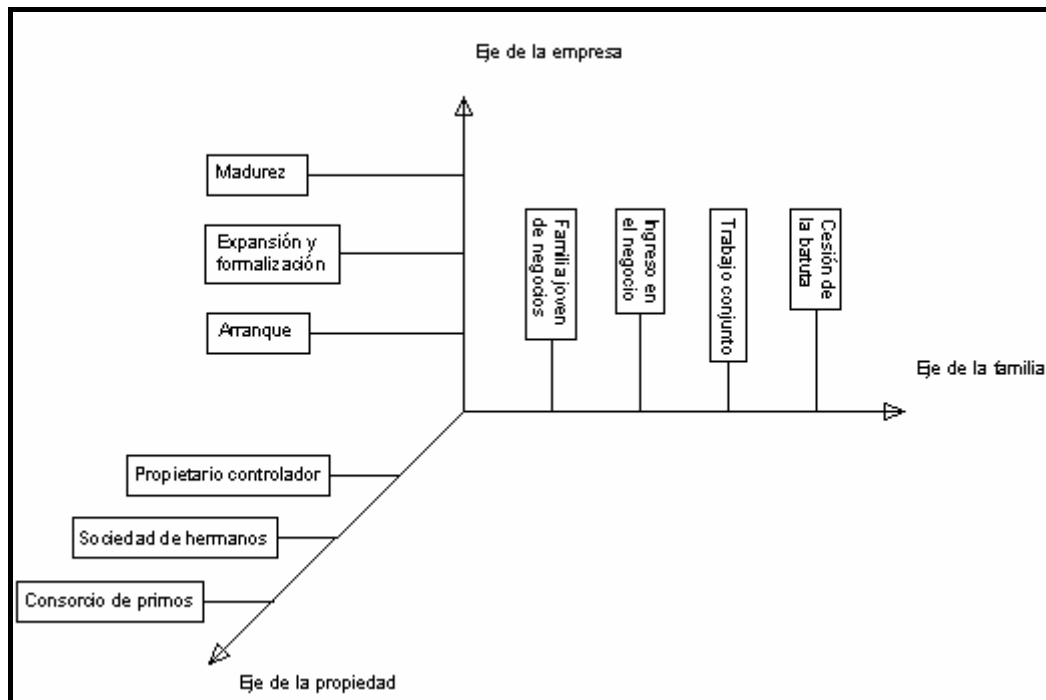 Eje de la empresa
Madurez
Expansión y
formalización
Arranque
Familia joven
de negocios
Ingreso en
el negocio
Trabajo conjunto
Cesión de
la batuta
Eje de la familia
Propietario controlador
Sociedad de hermanos
Consorcio de primos
Eje de la propiedad